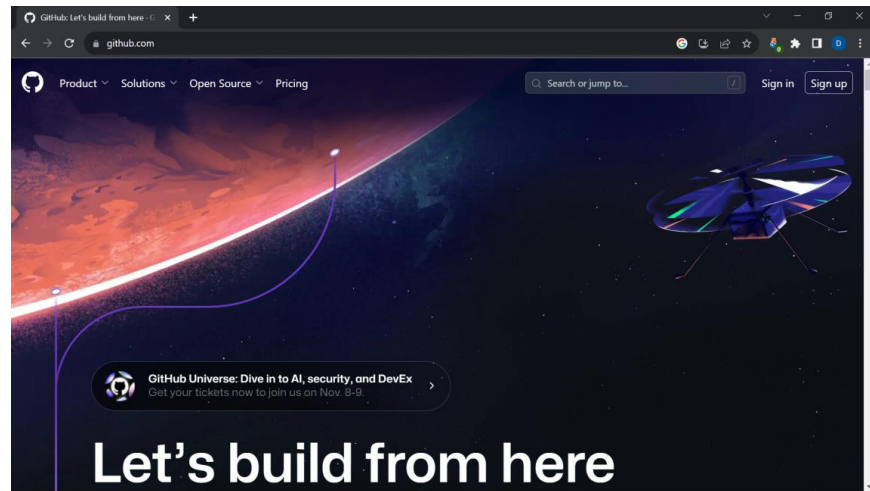 GitHub: Let's build from here · G
github.com
Product Solutions Open Source Pricing Search or jump to... / Sign in Sign up
GitHub Universe: Dive in to AI, security, and DevEx
Get your tickets now to join us on Nov. 8-9.
Let's build from here